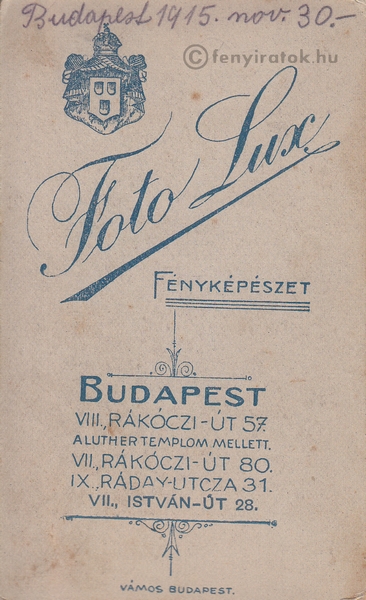 Budapest 1915. nov. 30.-
©fenyiratok.hu
Foto Lux
FÉNYKÉPÉSZET
BUDAPEST
VIII., RÁKÓCZI-ÚT 57.
A LUTHER TEMPLOM MELLETT.
VII., RÁKÓCZI-ÚT 80.
IX., RÁDAY-UTCZA 31.
VII., ISTVÁN-ÚT 28.
VÁMOS BUDAPEST.